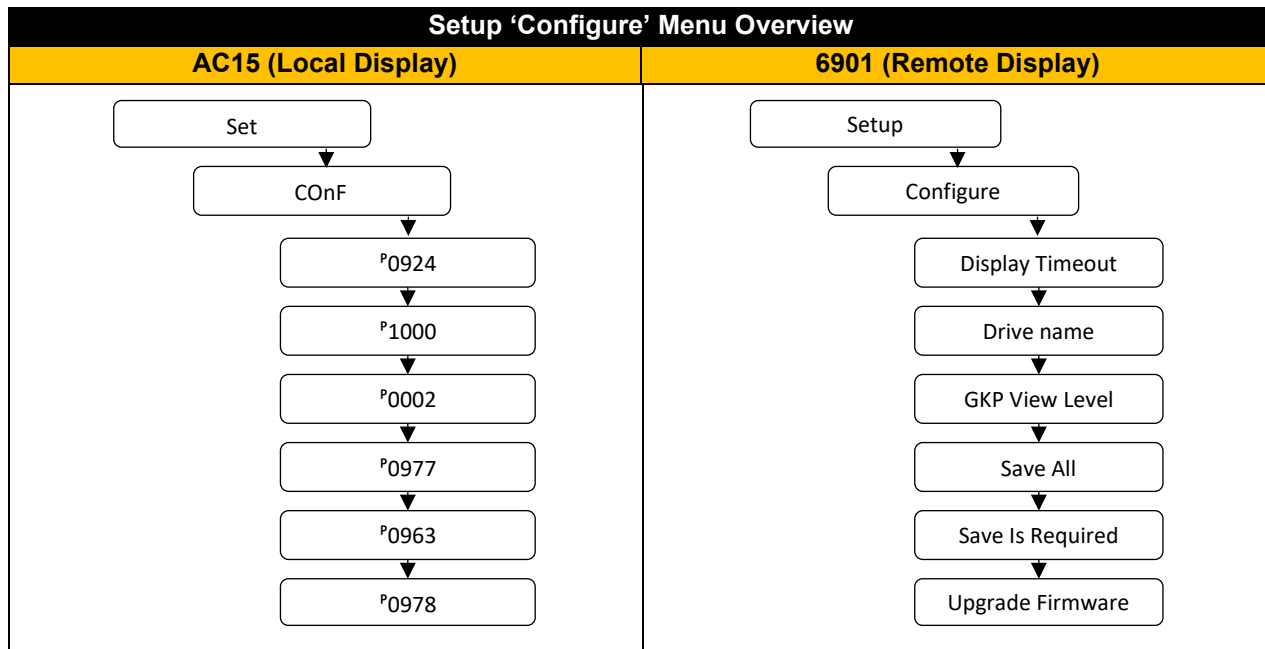 Setup ‘Configure’ Menu Overview
AC15 (Local Display)
6901 (Remote Display)
Set
COnF
ᴾ0924
ᴾ1000
ᴾ0002
ᴾ0977
ᴾ0963
ᴾ0978
Setup
Configure
Display Timeout
Drive name
GKP View Level
Save All
Save Is Required
Upgrade Firmware